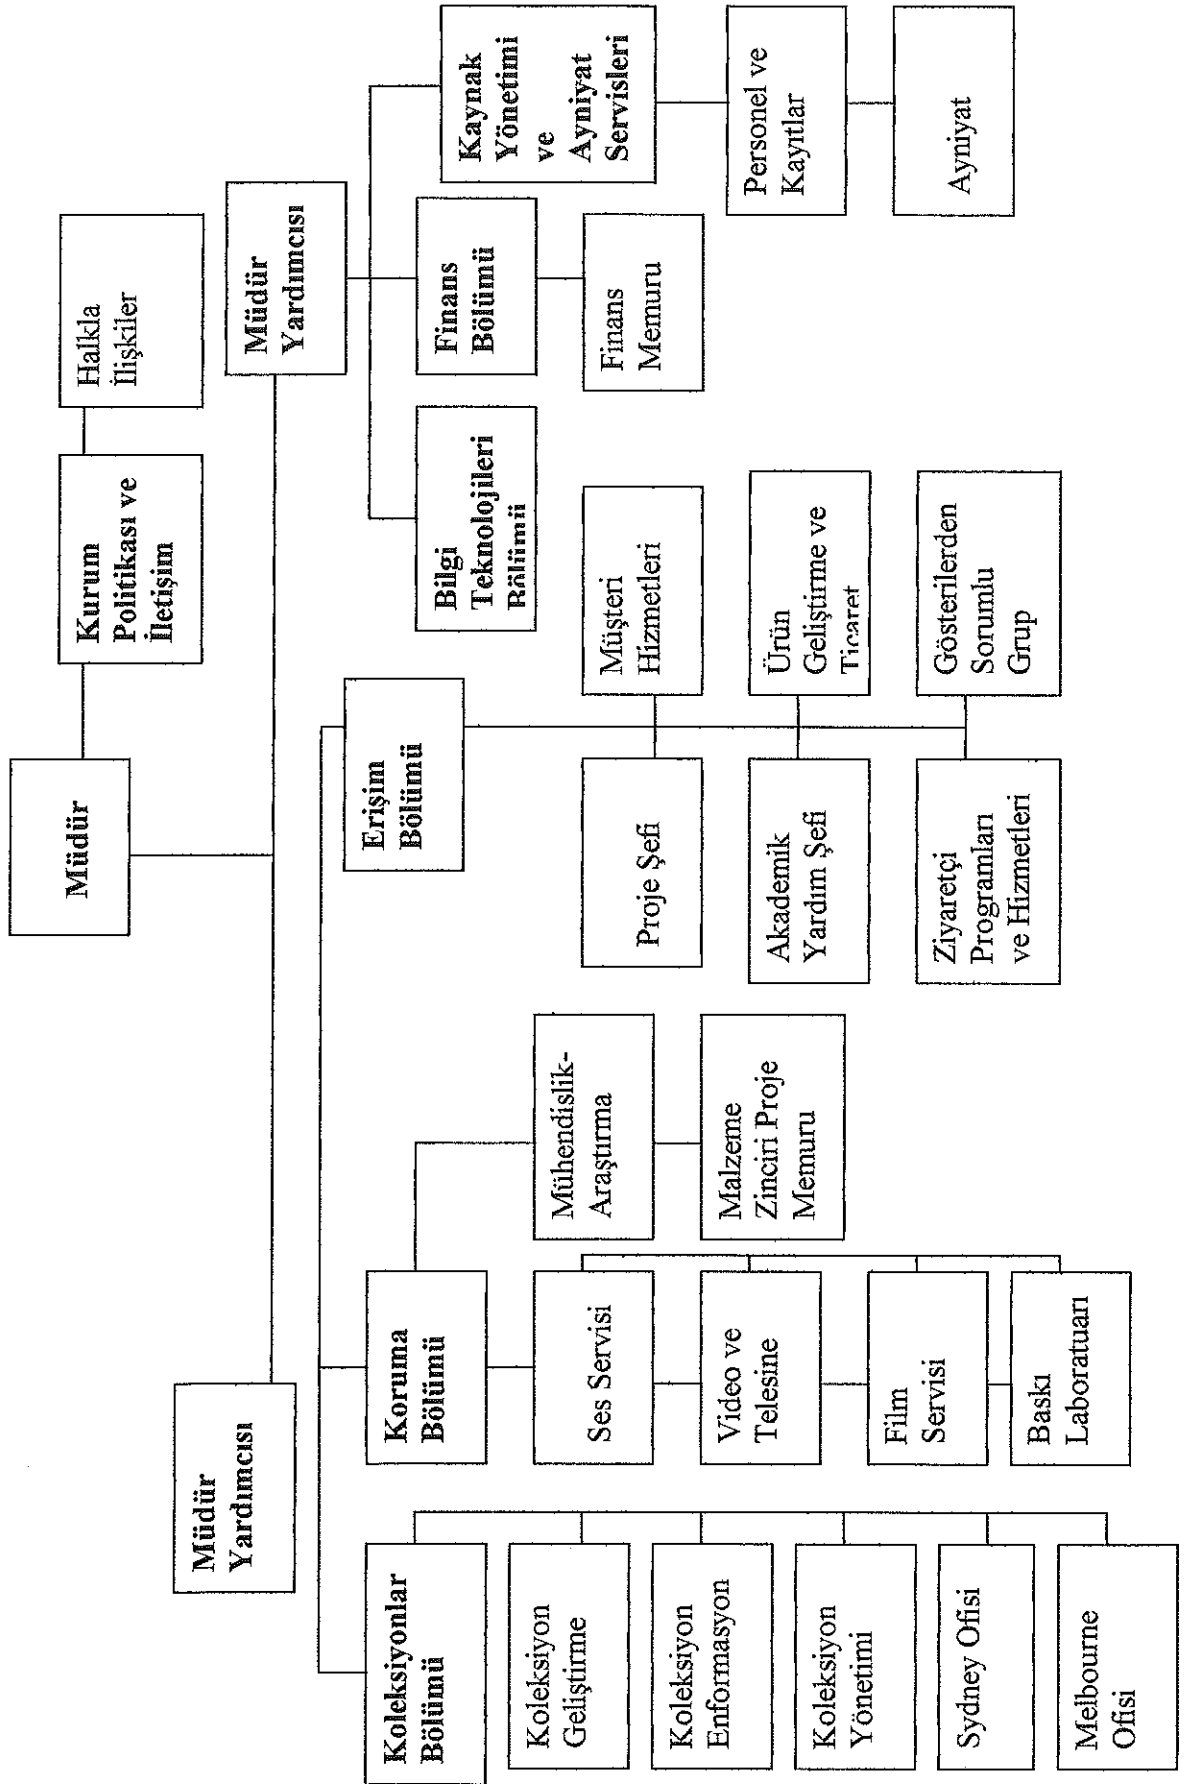 Müdür
Kurum
Politikası ve
İletişim
Halkla
İlişkiler
Müdür
Yardımcısı
Müdür
Yardımcısı
Koleksiyonlar
Bölümü
Koleksiyon
Geliştirme
Koleksiyon
Enformasyon
Koleksiyon
Yönetimi
Sydney Ofisi
Melbourne
Ofisi
Koruma
Bölümü
Ses Servisi
Video ve
Telesine
Film
Servisi
Baskı
Laboratuarı
Mühendislik-
Araştırma
Malzeme
Zinciri Proje
Memuru
Erişim
Bölümü
Proje Şefi
Müşteri
Hizmetleri
Akademik
Yardım Şefi
Ürün
Geliştirme ve
Ticaret
Ziyaretçi
Programları
ve Hizmetleri
Gösterilerden
Sorumlu
Grup
Bilgi
Teknolojileri
Bölümü
Finans
Bölümü
Finans
Memuru
Kaynak
Yönetimi
ve
Ayniyat
Servisleri
Personel ve
Kayıtlar
Ayniyat